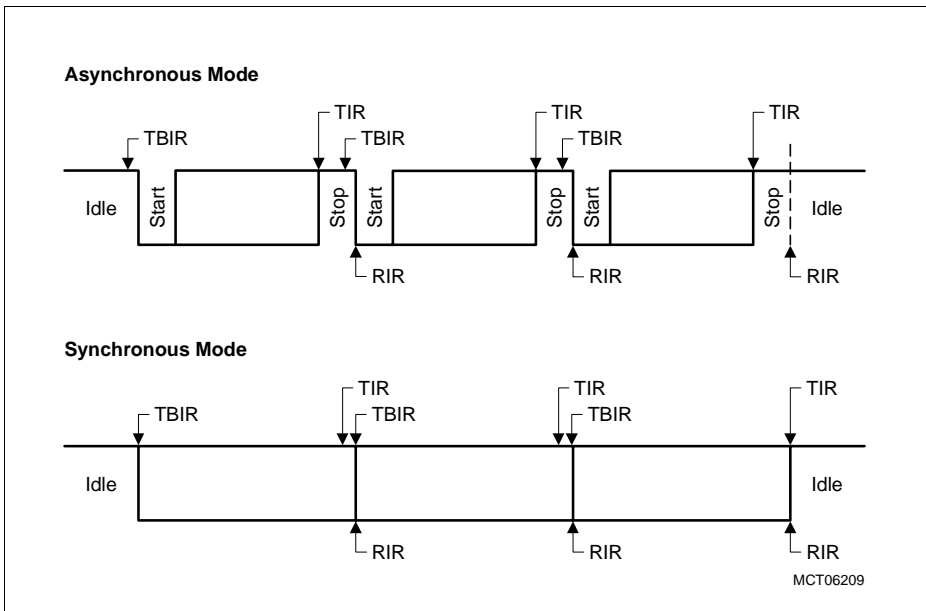 Asynchronous Mode
TIR TIR TIR
TBIR TBIR TBIR
Idle Start Stop Start Stop Start Stop Idle
RIR RIR RIR
Synchronous Mode
TIR TIR TIR
TBIR TBIR TBIR
Idle Idle
RIR RIR RIR
MCT06209